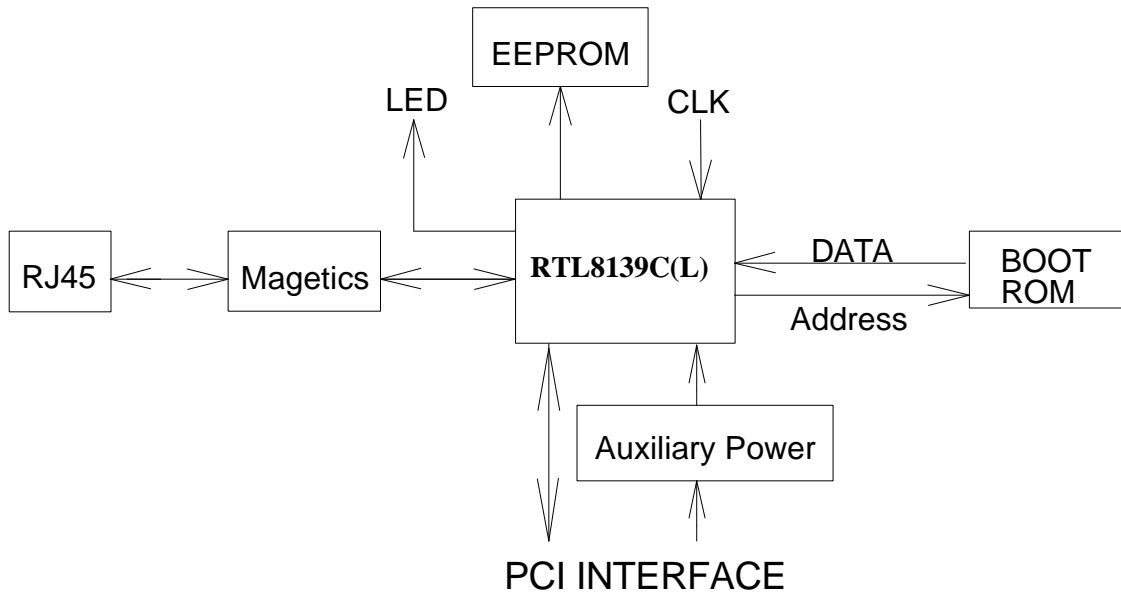 EEPROM
LED
CLK
RJ45
Magetics
RTL8139C(L)
DATA
Address
BOOT
ROM
Auxiliary Power
PCI INTERFACE